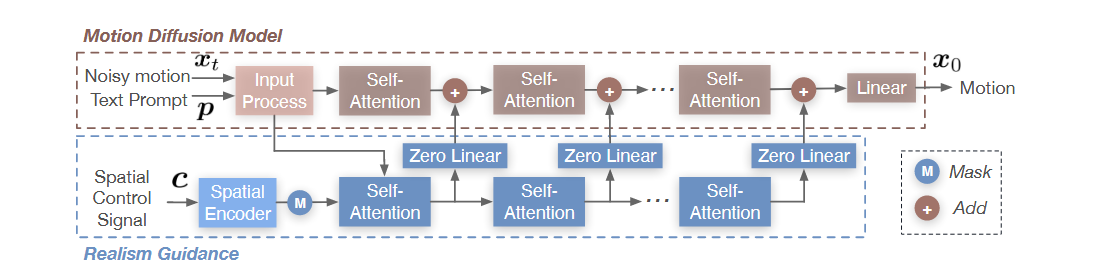 Motion Diffusion Model
Noisy motion
x_t
Text Prompt
p
Input
Process
Self-
Attention
+
Self-
Attention
+
...
Self-
Attention
+
Linear
x_0
Motion
Zero Linear
Zero Linear
Zero Linear
Spatial
Control
Signal
c
Spatial
Encoder
M
Self-
Attention
Self-
Attention
...
Self-
Attention
M Mask
+ Add
Realism Guidance